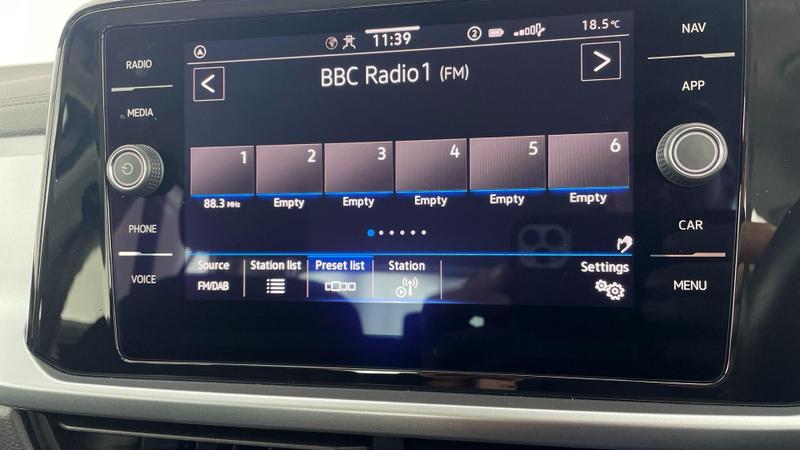 11:39
2
18.5°C
RADIO
MEDIA
PHONE
VOICE
<
BBC Radio1 (FM)
>
1 2 3 4 5 6
88.3 MHz Empty Empty Empty Empty Empty
Source Station list Preset list Station Settings
FM/DAB
NAV
APP
CAR
MENU